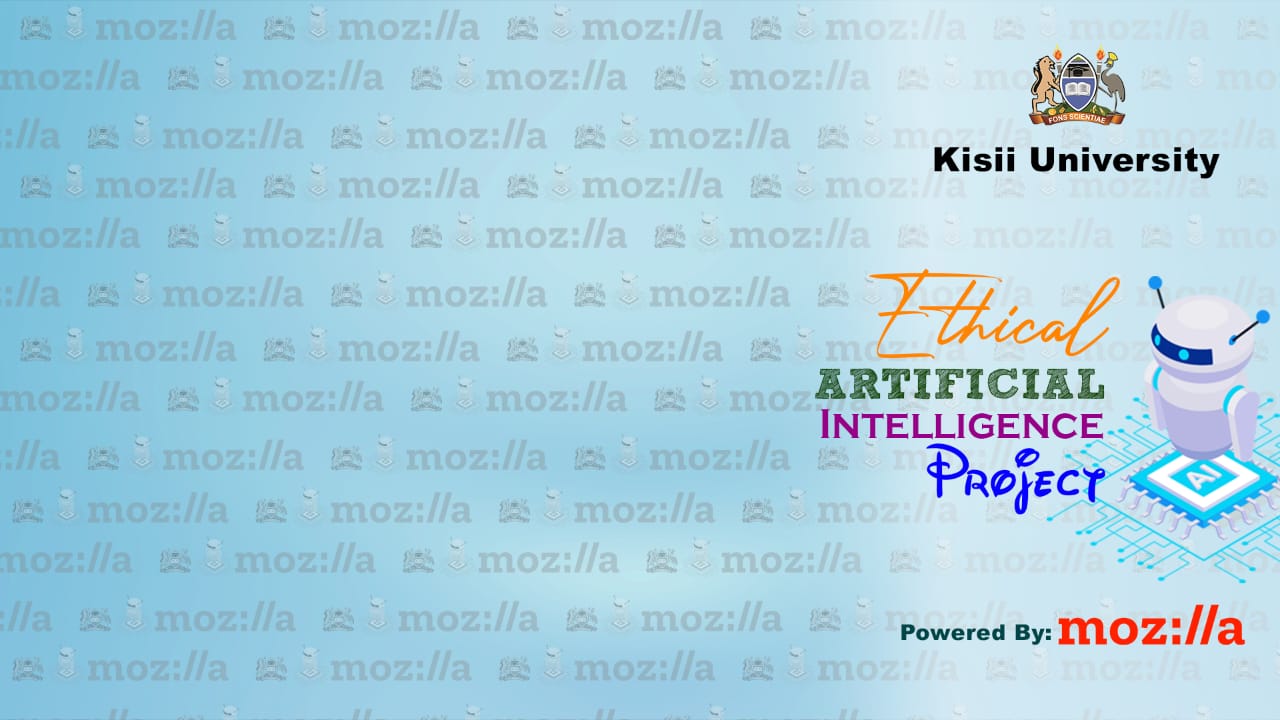 FONS SCIENTIAE
Kisii University
Ethical
ARTIFICIAL
INTELLIGENCE
PROJECT
AI
Powered By: moz://a